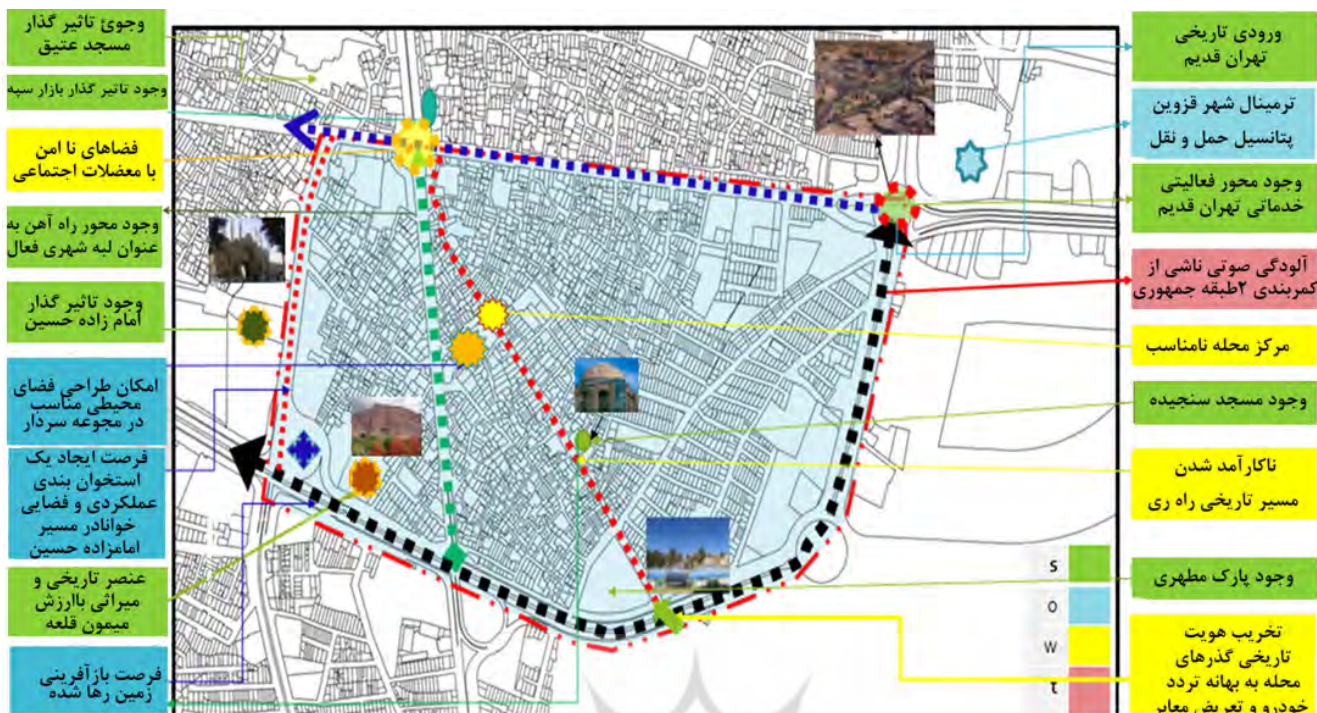 ورودی تاریخی
تهران قدیم
ترمینال شهر قزوین
پتانسیل حمل و نقل
وجود محور فعالیتی
خدماتی تهران قدیم
آلودگی صوتی ناشی از
کمربندی ۲طبقه جمهوری
مرکز محله نامناسب
وجود مسجد سنجیده
ناکارآمد شدن
مسیر تاریخی راه ری
وجود پارک مطهری
تخریب هویت
تاریخی گذرهای
محله به بهانه تردد
خودرو و تعریض معابر
وجوئ تاثیر گذار
مسجد عتیق
وجود تاثیر گذار بازار سپه
فضاهای نا امن
با معضلات اجتماعی
وجود محور راه آهن به
عنوان لبه شهری فعال
وجود تاثیر گذار
امام زاده حسین
امکان طراحی فضای
محیطی مناسب
در مجوعه سردار
فرصت ایجاد یک
استخوان بندی
عملکردی و فضایی
خوانادر مسیر
امامزاده حسین
عنصر تاریخی و
میراثی باارزش
میمون قلعه
فرصت بازآفرینی
زمین رها شده
s
o
w
t